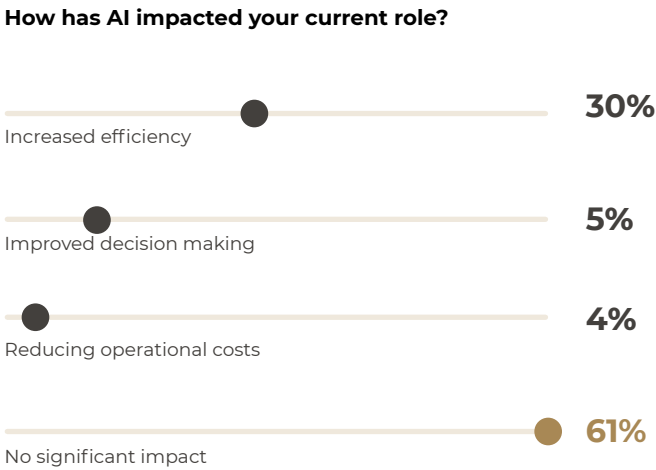 How has AI impacted your current role?
30%
Increased efficiency
5%
Improved decision making
4%
Reducing operational costs
61%
No significant impact